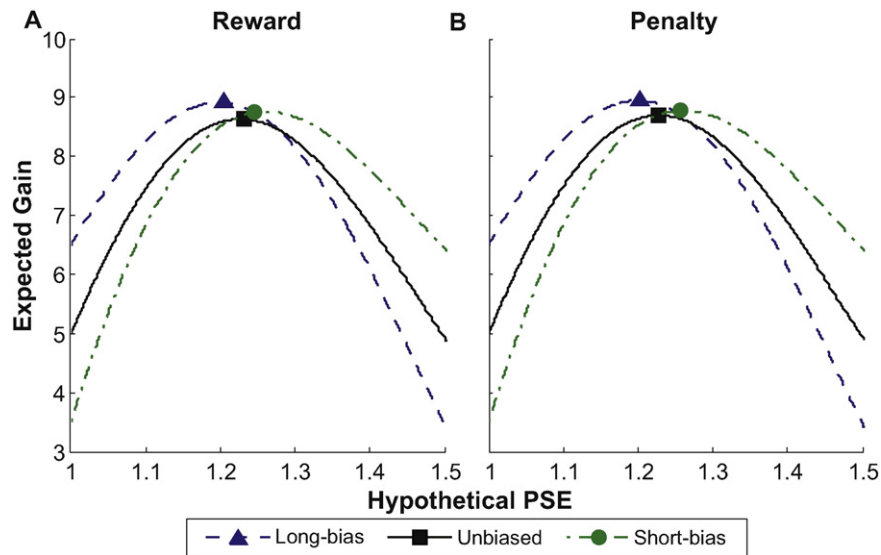 A Reward B Penalty
10
9
8
7
6
5
4
3
Expected Gain
1 1.1 1.2 1.3 1.4 1.5 1 1.1 1.2 1.3 1.4 1.5
Hypothetical PSE
Long-bias Unbiased Short-bias